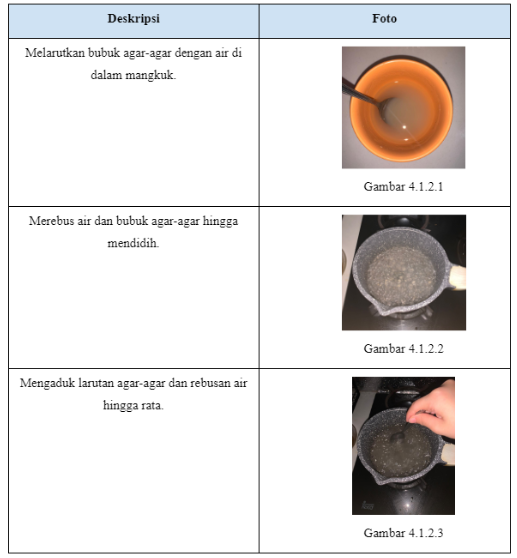 Deskripsi
Foto
Melarutkan bubuk agar-agar dengan air di
dalam mangkuk.
Gambar 4.1.2.1
Merebus air dan bubuk agar-agar hingga
mendidih.
Gambar 4.1.2.2
Mengaduk larutan agar-agar dan rebusan air
hingga rata.
Gambar 4.1.2.3